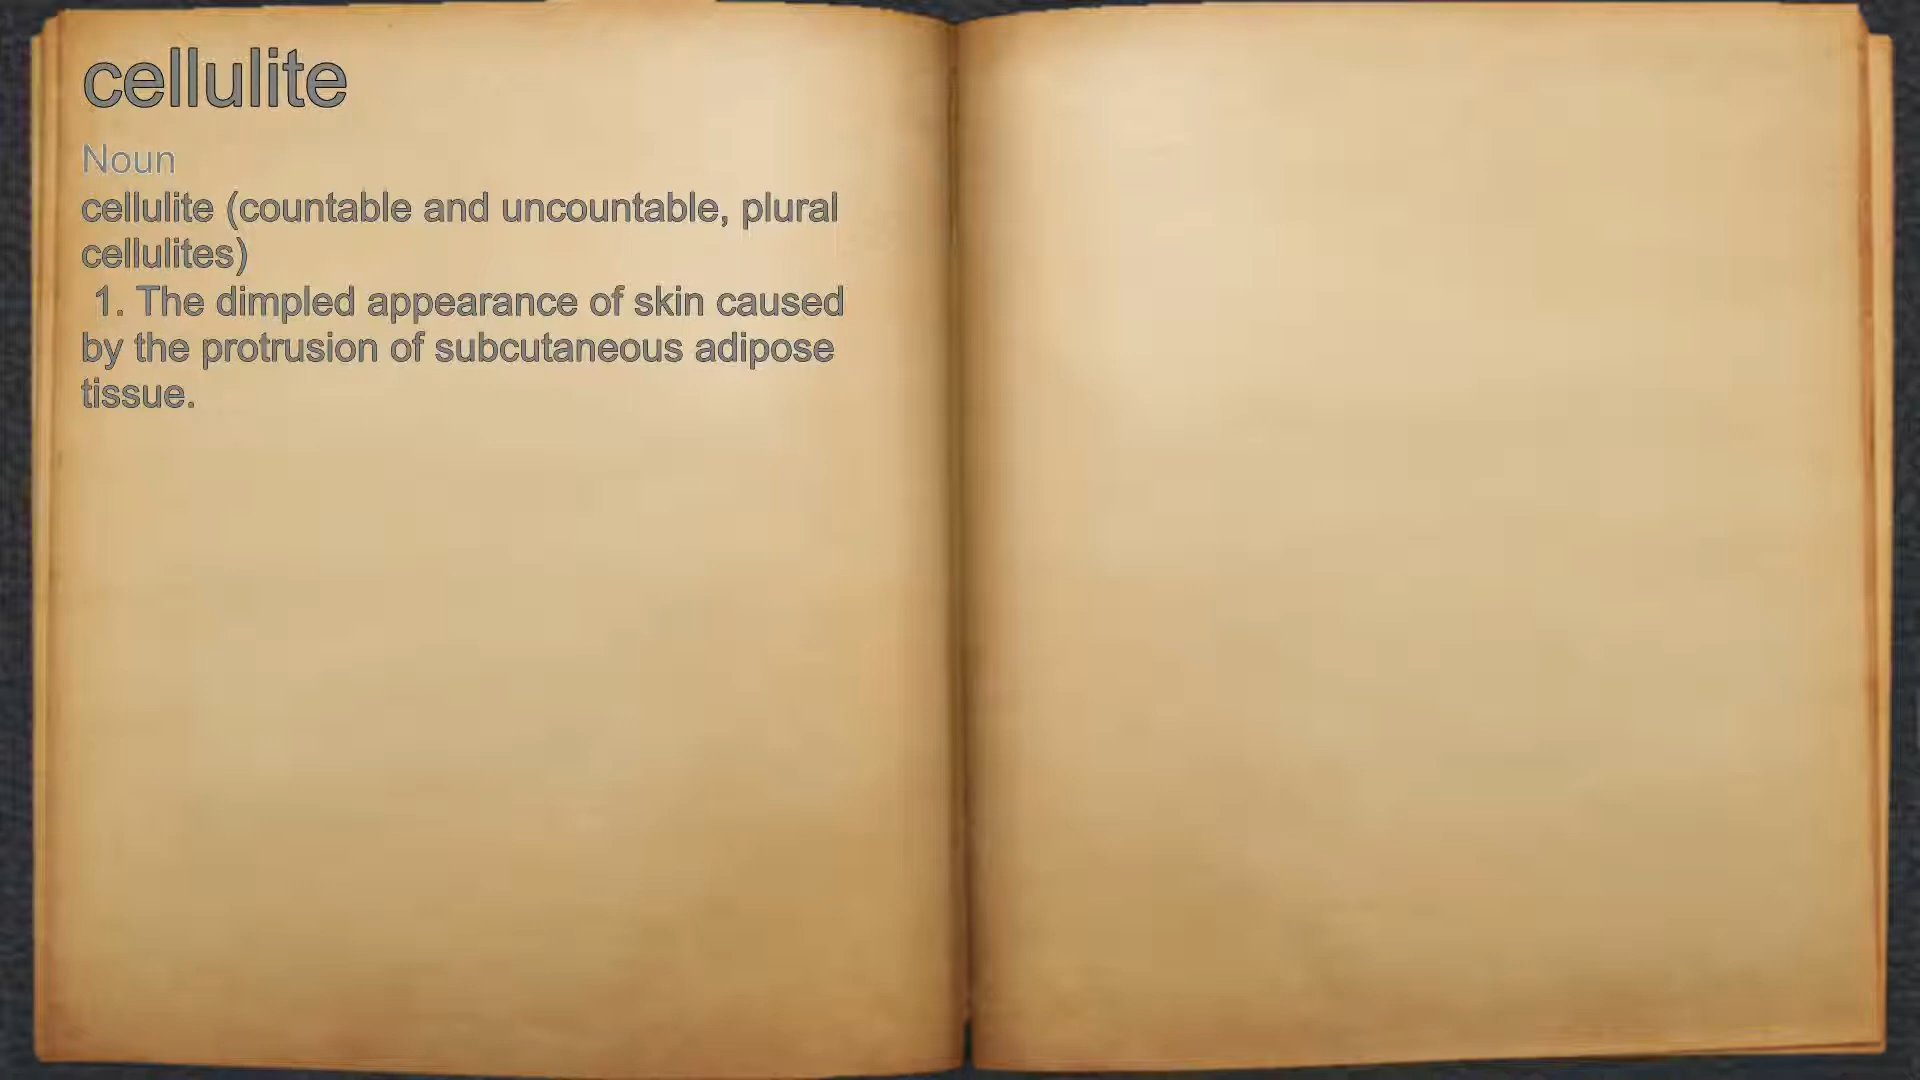 cellulite
Noun
cellulite (countable and uncountable, plural
cellulites)
1. The dimpled appearance of skin caused
by the protrusion of subcutaneous adipose
tissue.